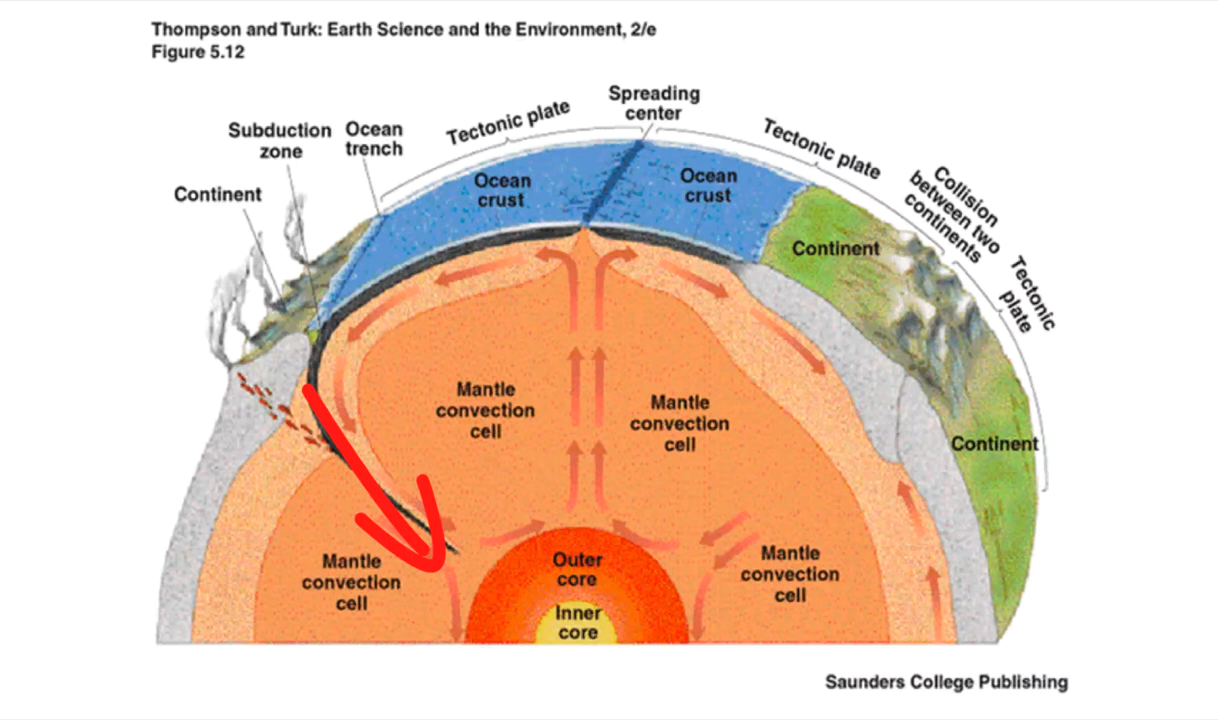 Thompson and Turk: Earth Science and the Environment, 2/e
Figure 5.12
Spreading
center
Tectonic plate
Tectonic plate
Subduction
zone
Ocean
trench
Continent
Ocean
crust
Ocean
crust
Continent
Collision
between two
continents
Tectonic
plate
Mantle
convection
cell
Mantle
convection
cell
Continent
Mantle
convection
cell
Outer
core
Inner
core
Mantle
convection
cell
Saunders College Publishing